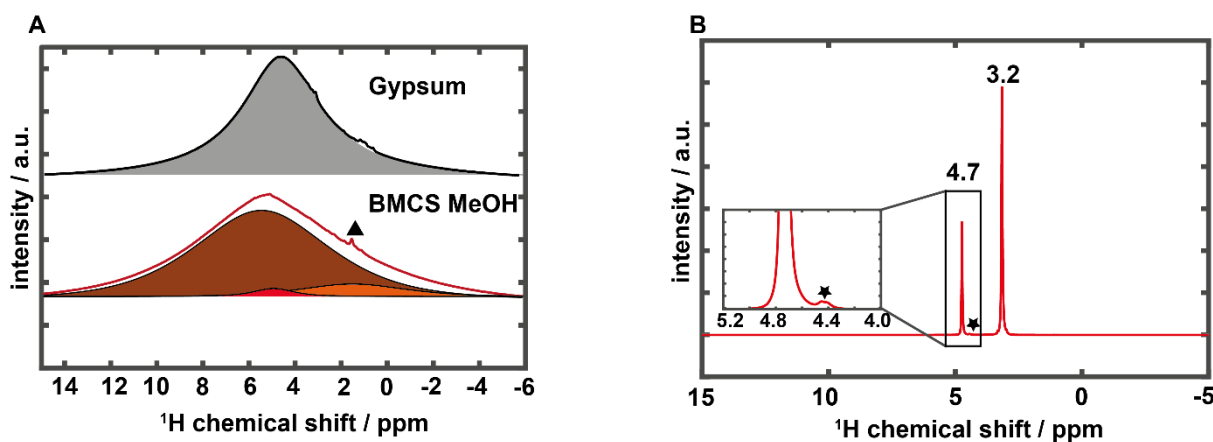 A
Gypsum
BMCS MeOH
intensity / a.u.
14 12 10 8 6 4 2 0 -2 -4 -6
¹H chemical shift / ppm
B
3.2
4.7
5.2 4.8 4.4 4.0
intensity / a.u.
15 10 5 0 -5
¹H chemical shift / ppm